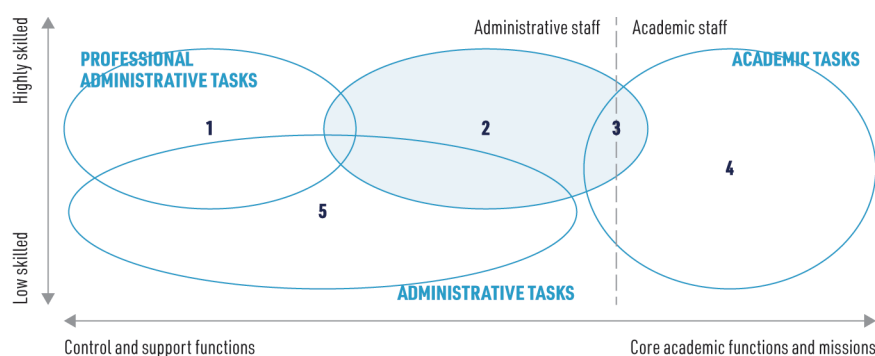 Highly skilled
Low skilled
Administrative staff
Academic staff
PROFESSIONAL
ADMINISTRATIVE TASKS
ACADEMIC TASKS
1
2
3
4
5
ADMINISTRATIVE TASKS
Control and support functions
Core academic functions and missions